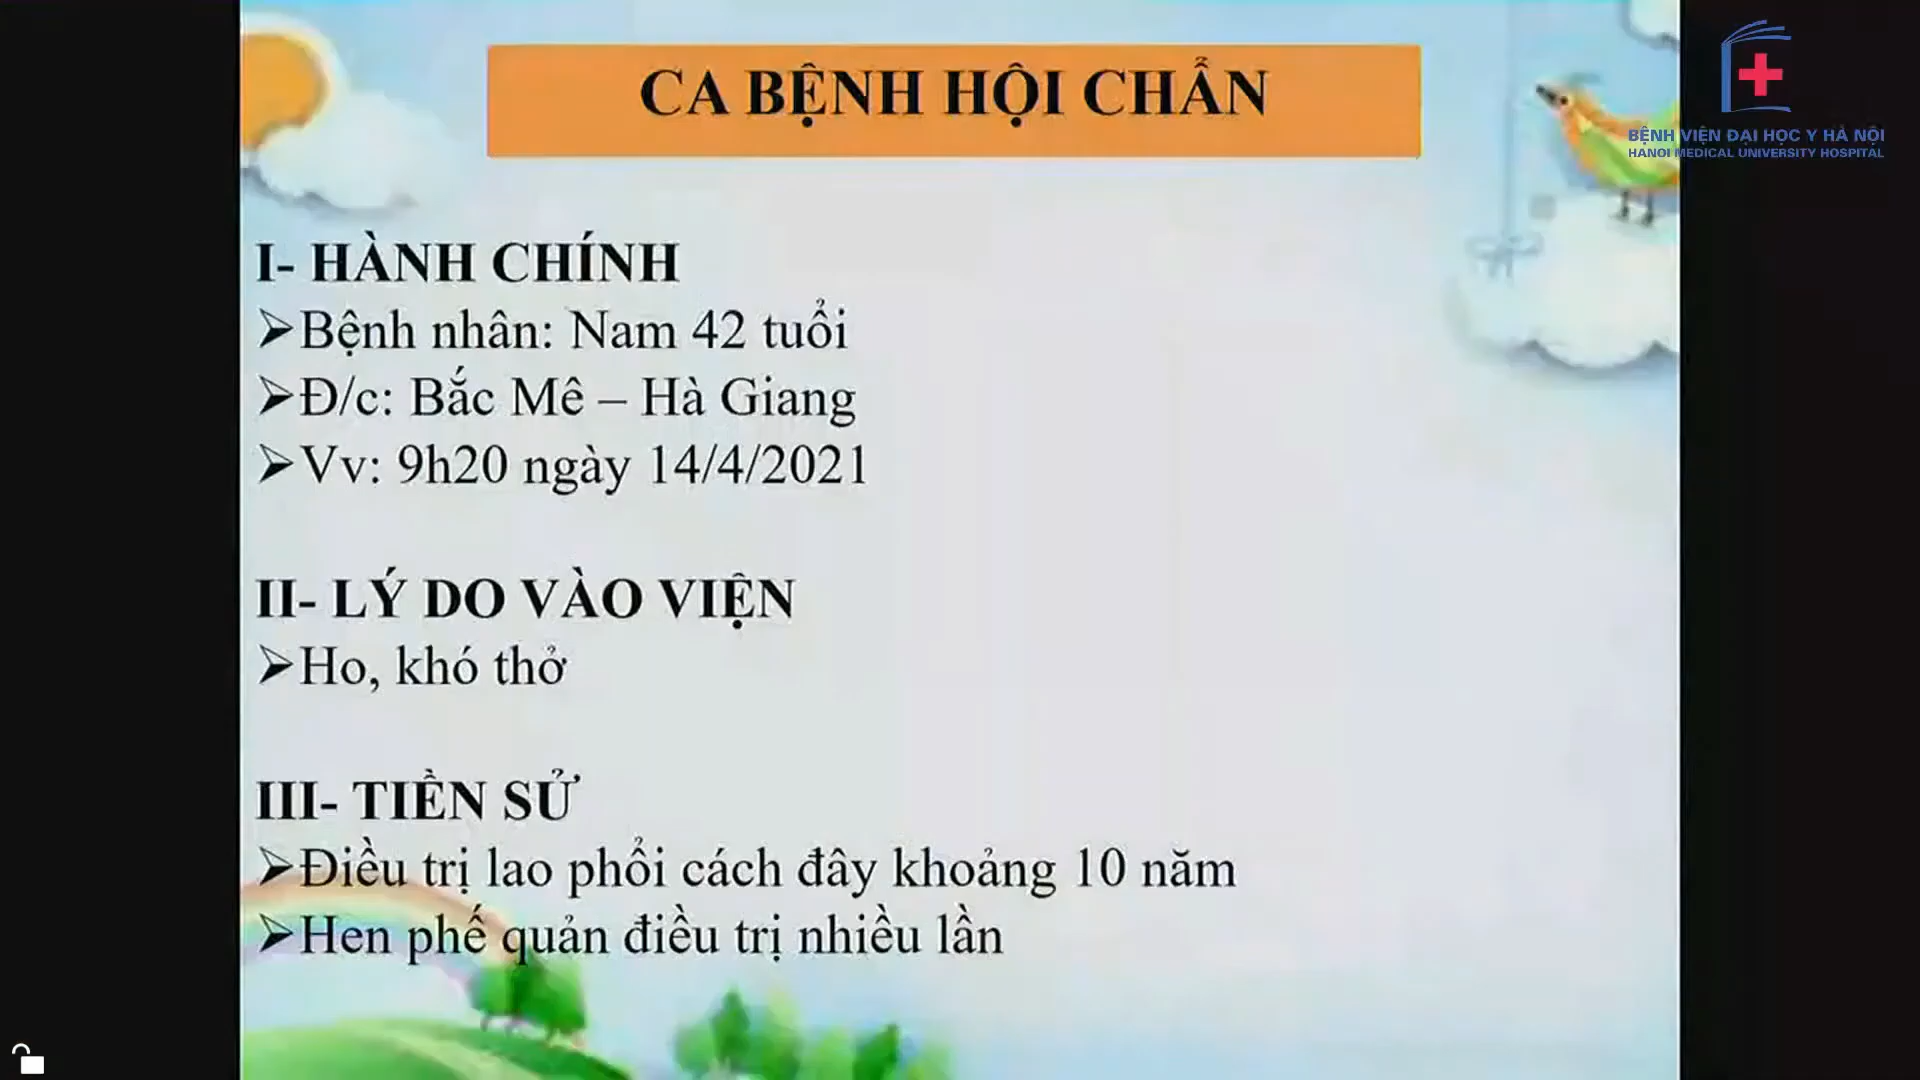 CA BỆNH HỘI CHẨN
BỆNH VIỆN ĐẠI HỌC Y HÀ NỘI
HANOI MEDICAL UNIVERSITY HOSPITAL
I- HÀNH CHÍNH
➢Bệnh nhân: Nam 42 tuổi
➢Đ/c: Bắc Mê – Hà Giang
➢Vv: 9h20 ngày 14/4/2021
II- LÝ DO VÀO VIỆN
➢Ho, khó thở
III- TIỀN SỬ
➢Điều trị lao phổi cách đây khoảng 10 năm
➢Hen phế quản điều trị nhiều lần